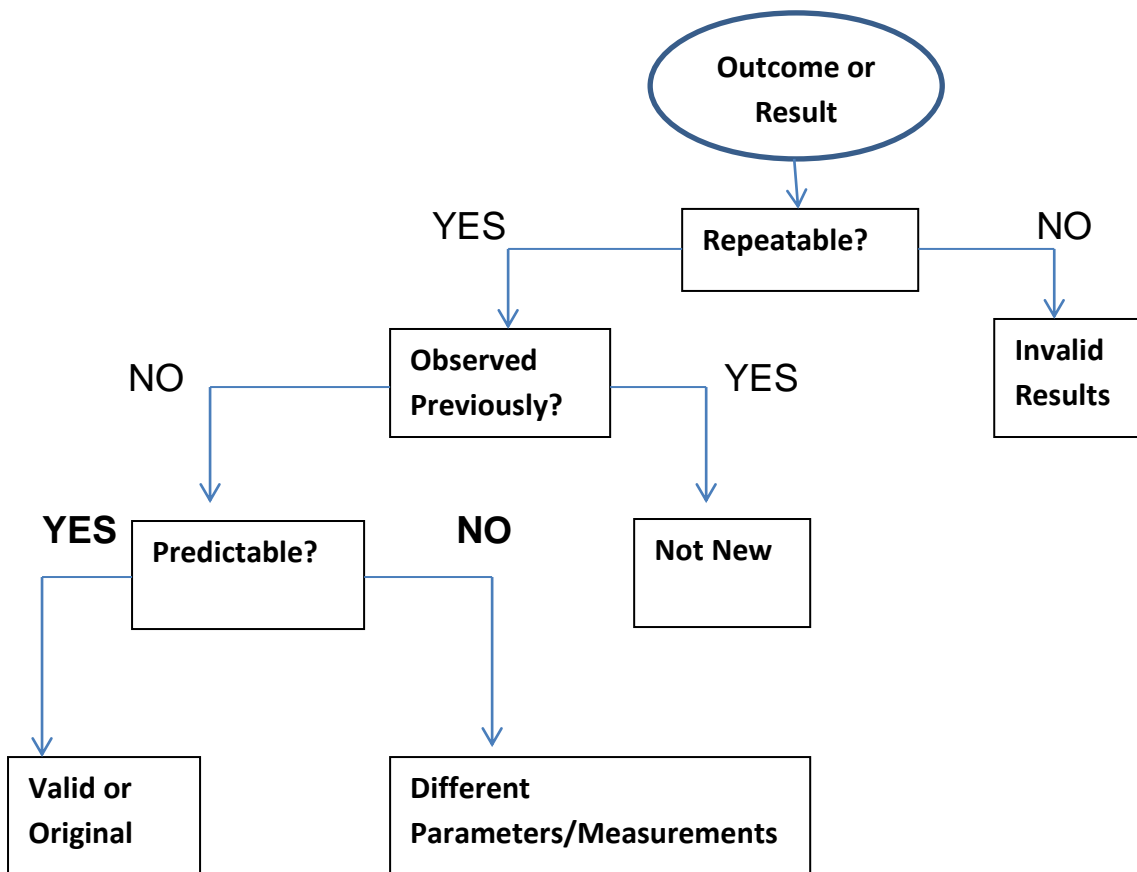 Outcome or
Result
YES
Repeatable?
NO
Observed
Previously?
Invalid
Results
NO
YES
YES
Predictable?
NO
Not New
Valid or
Original
Different
Parameters/Measurements